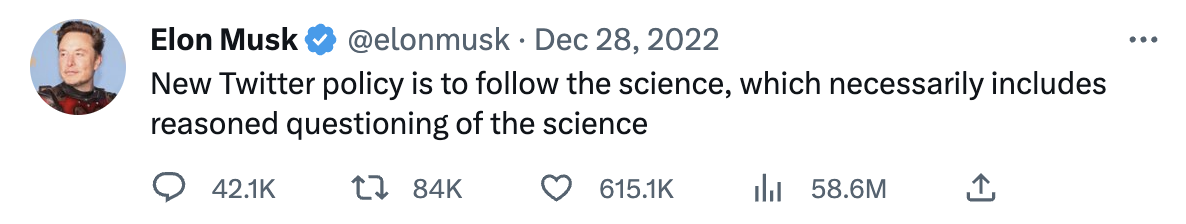 Elon Musk @elonmusk · Dec 28, 2022
New Twitter policy is to follow the science, which necessarily includes
reasoned questioning of the science
42.1K 84K 615.1K 58.6M